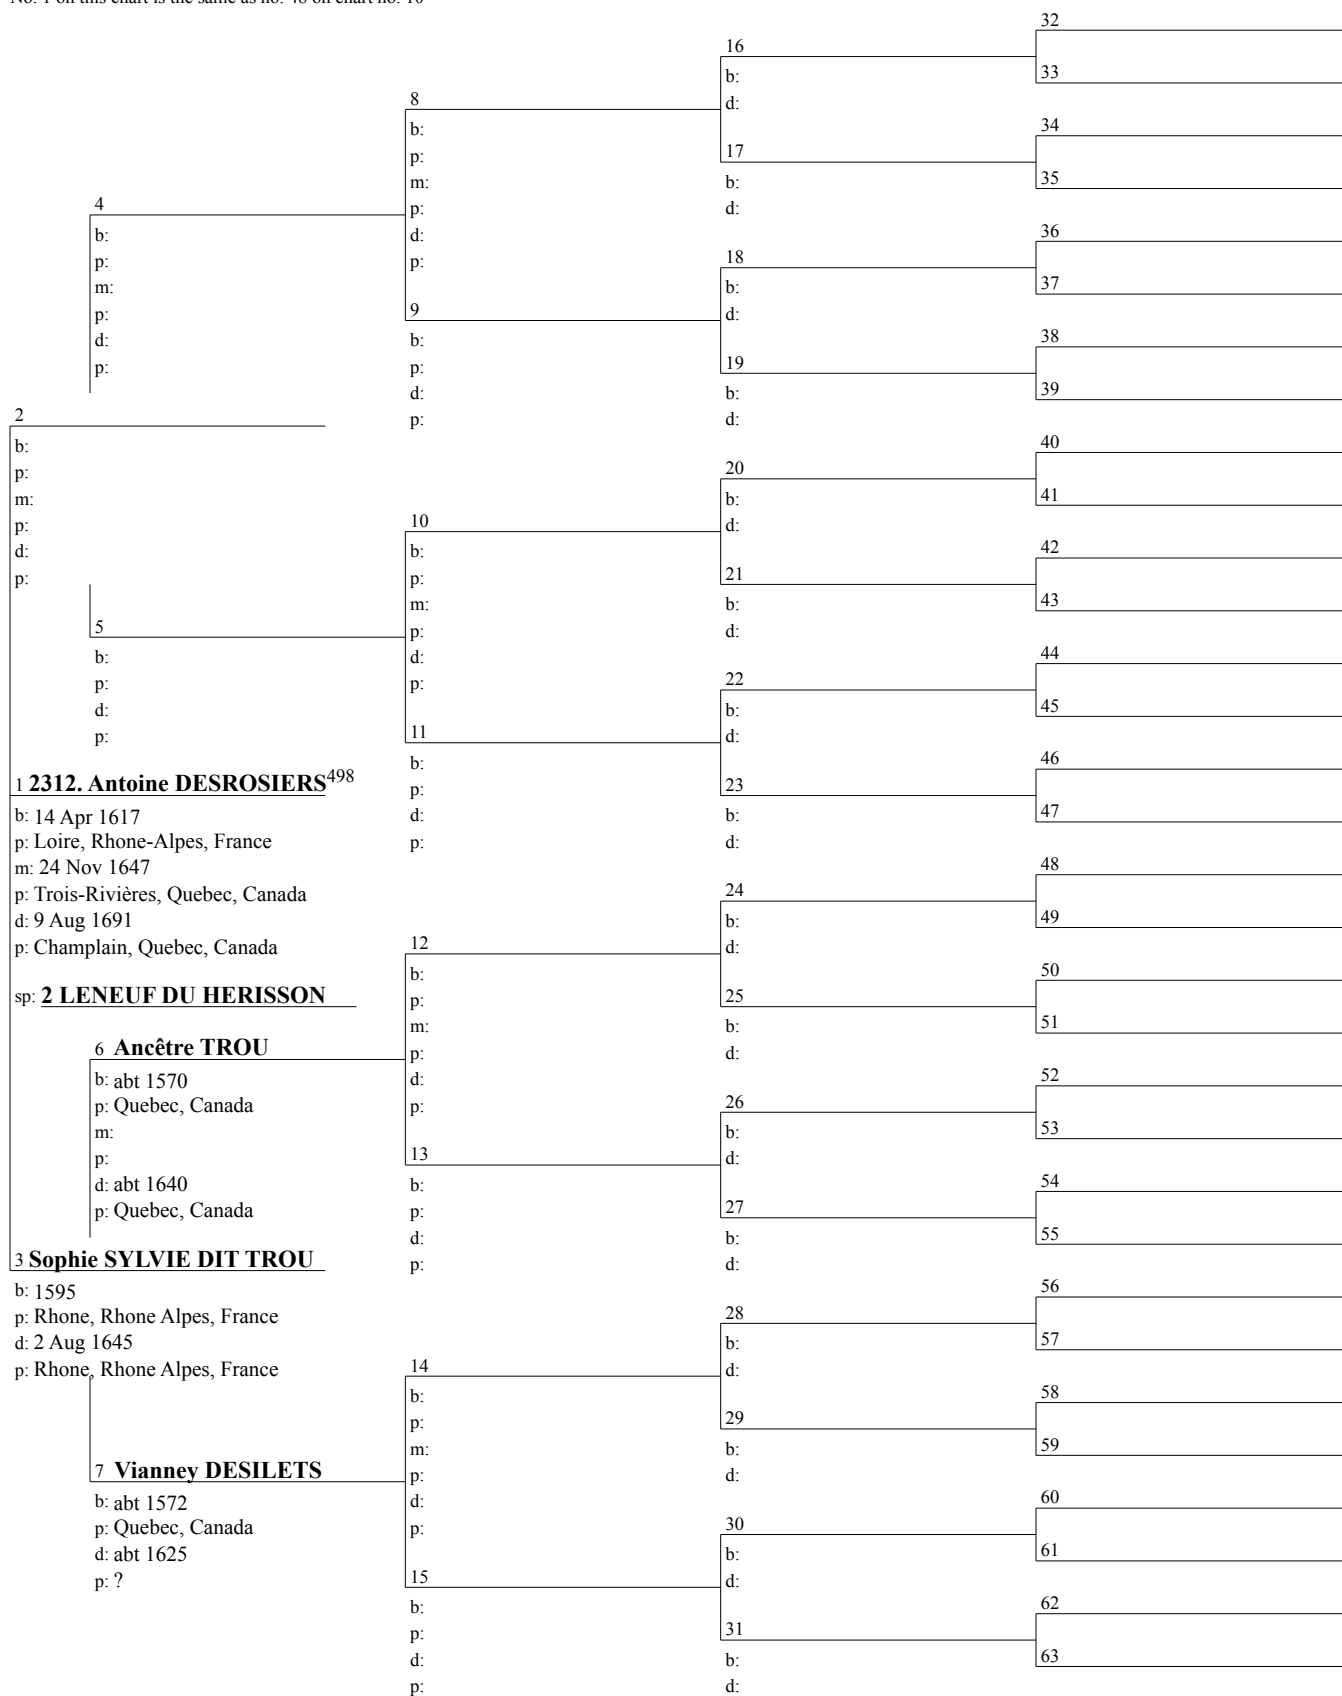 No. 1 on this chart is the same as no. 48 on chart no. 10
2
b:
p:
m:
p:
d:
p:
1 2312. Antoine DESROSIERS498
b: 14 Apr 1617
p: Loire, Rhone-Alpes, France
m: 24 Nov 1647
p: Trois-Rivières, Quebec, Canada
d: 9 Aug 1691
p: Champlain, Quebec, Canada
sp: 2 LENEUF DU HERISSON
3 Sophie SYLVIE DIT TROU
b: 1595
p: Rhone, Rhone Alpes, France
d: 2 Aug 1645
p: Rhone, Rhone Alpes, France
4
b:
p:
m:
p:
d:
p:
5
b:
p:
d:
p:
6 Ancêtre TROU
b: abt 1570
p: Quebec, Canada
m:
p:
d: abt 1640
p: Quebec, Canada
7 Vianney DESILETS
b: abt 1572
p: Quebec, Canada
d: abt 1625
p: ?
8
b:
p:
m:
p:
d:
p:
9
b:
p:
d:
p:
10
b:
p:
m:
p:
d:
p:
11
b:
p:
d:
p:
12
b:
p:
m:
p:
d:
p:
13
b:
p:
d:
p:
14
b:
p:
m:
p:
d:
p:
15
b:
p:
d:
p:
16
b:
d:
17
b:
d:
18
b:
d:
19
b:
d:
20
b:
d:
21
b:
d:
22
b:
d:
23
b:
d:
24
b:
d:
25
b:
d:
26
b:
d:
27
b:
d:
28
b:
d:
29
b:
d:
30
b:
d:
31
b:
d:
32
33
34
35
36
37
38
39
40
41
42
43
44
45
46
47
48
49
50
51
52
53
54
55
56
57
58
59
60
61
62
63